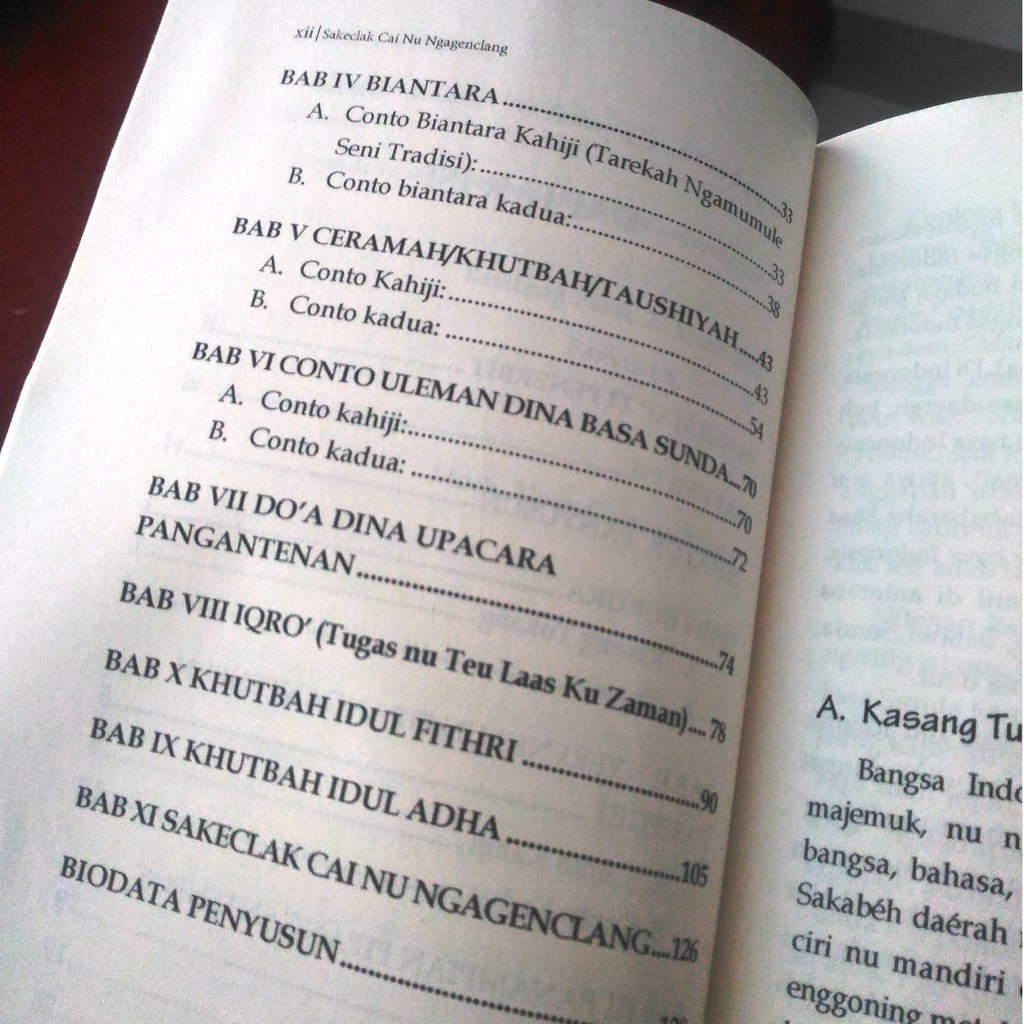 xii | Sakeclak Cai Nu Ngagenclang
BAB IV BIANTARA......33
A. Conto Biantara Kahiji (Tarekah Ngamumule
Seni Tradisi):......33
B. Conto biantara kadua:......38
BAB V CERAMAH/KHUTBAH/TAUSHIYAH....43
A. Conto Kahiji:......43
B. Conto kadua:......54
BAB VI CONTO ULEMAN DINA BASA SUNDA...70
A. Conto kahiji:......70
B. Conto kadua:......72
BAB VII DO'A DINA UPACARA
PANGANTENAN......74
BAB VIII IQRO' (Tugas nu Teu Laas Ku Zaman)....78
BAB X KHUTBAH IDUL FITHRI ......90
BAB IX KHUTBAH IDUL ADHA ......105
BAB XI SAKECLAK CAI NU NGAGENCLANG....126
BIODATA PENYUSUN......
A. Kasang Tu
Bangsa Indo
majemuk, nu n
bangsa, bahasa,
Sakabéh daérah
ciri nu mandiri
enggoning